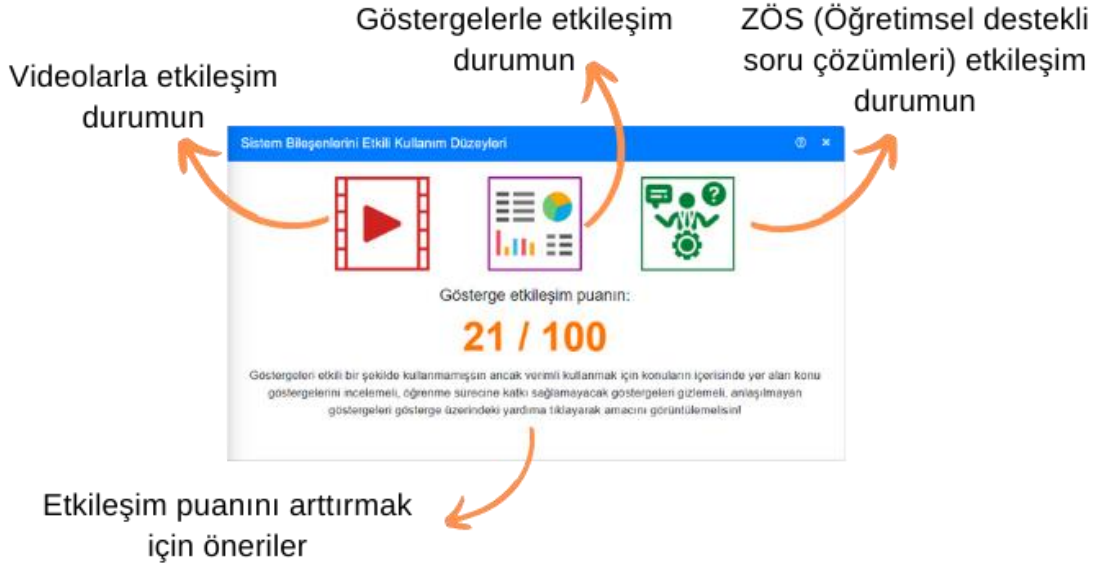 Videolarla etkileşim
durumun
Göstergelerle etkileşim
durumun
ZÖS (Öğretimsel destekli
soru çözümleri) etkileşim
durumun
Sistem Bileşenlerini Etkili Kullanım Düzeyleri
Gösterge etkileşim puanın:
21 / 100
Göstergeleri etkili bir şekilde kullanmamışsın ancak verimli kullanmak için konuların içerisinde yer alan konu
göstergelerini incelemeli, öğrenme sürecine katkı sağlamayacak göstergeleri gizlemeli, anlaşılmayan
göstergeleri gösterge üzerindeki yardıma tıklayarak amacını görüntülemelisin!
Etkileşim puanını arttırmak
için öneriler